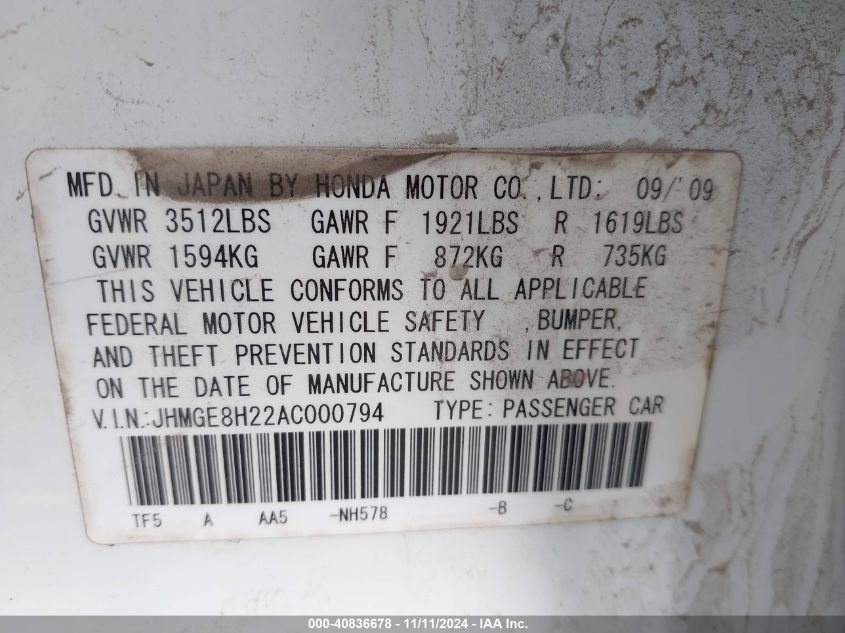 MFD. IN JAPAN BY HONDA MOTOR CO.,LTD: 09/'09
GVWR 3512LBS GAWR F 1921LBS R 1619LBS
GVWR 1594KG GAWR F 872KG R 735KG
THIS VEHICLE CONFORMS TO ALL APPLICABLE
FEDERAL MOTOR VEHICLE SAFETY , BUMPER,
AND THEFT PREVENTION STANDARDS IN EFFECT
ON THE DATE OF MANUFACTURE SHOWN ABOVE.
V.I.N.:JHMGE8H22AC000794 TYPE: PASSENGER CAR
TF5 A AA5 -NH578 -B -C
000-40836678 - 11/11/2024 - IAA Inc.